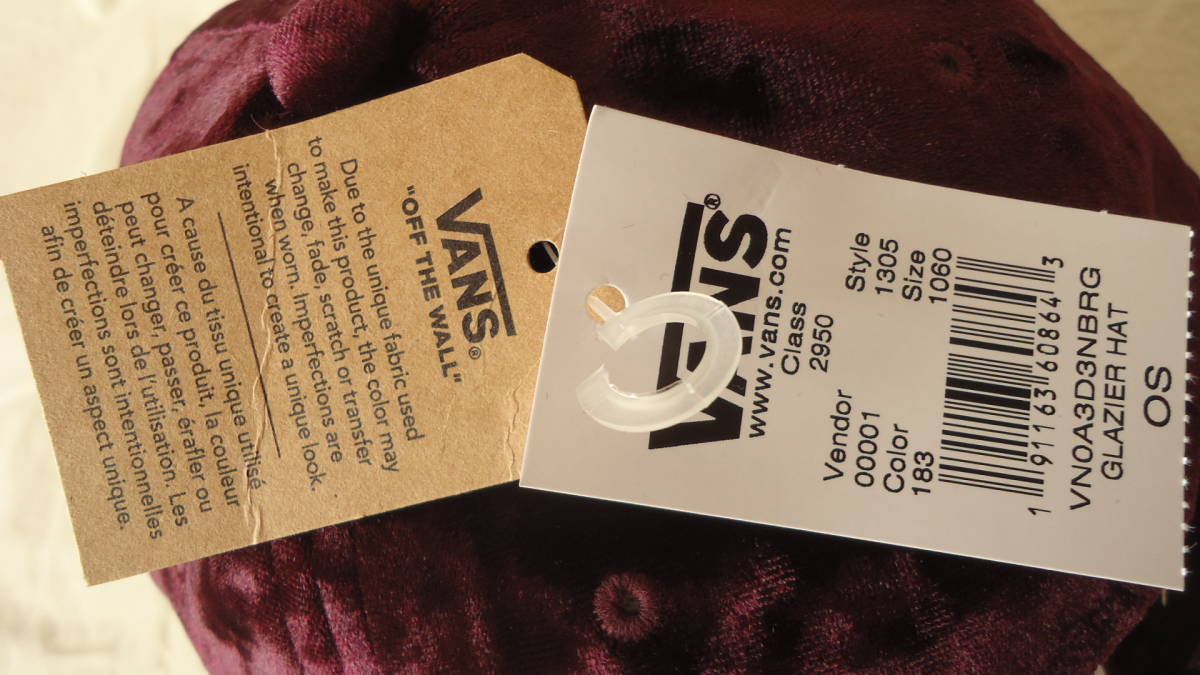 VANS®
"OFF THE WALL"
Due to the unique fabric used
to make this product, the color may
change, fade, scratch or transfer
when worn. Imperfections are
intentional to create a unique look.
A cause du tissu unique utilisé
pour créer ce produit, la couleur
peut changer, passer, érafler ou
déteindre lors de l'utilisation. Les
imperfections sont intentionnelles
afin de créer un aspect unique.
VANS®
www.vans.com
Class
2950
Style
1305
Size
1060
Vendor
00001
Color
183
1 91163 60864 3
VN0A3D3NBRG
GLAZIER HAT
OS